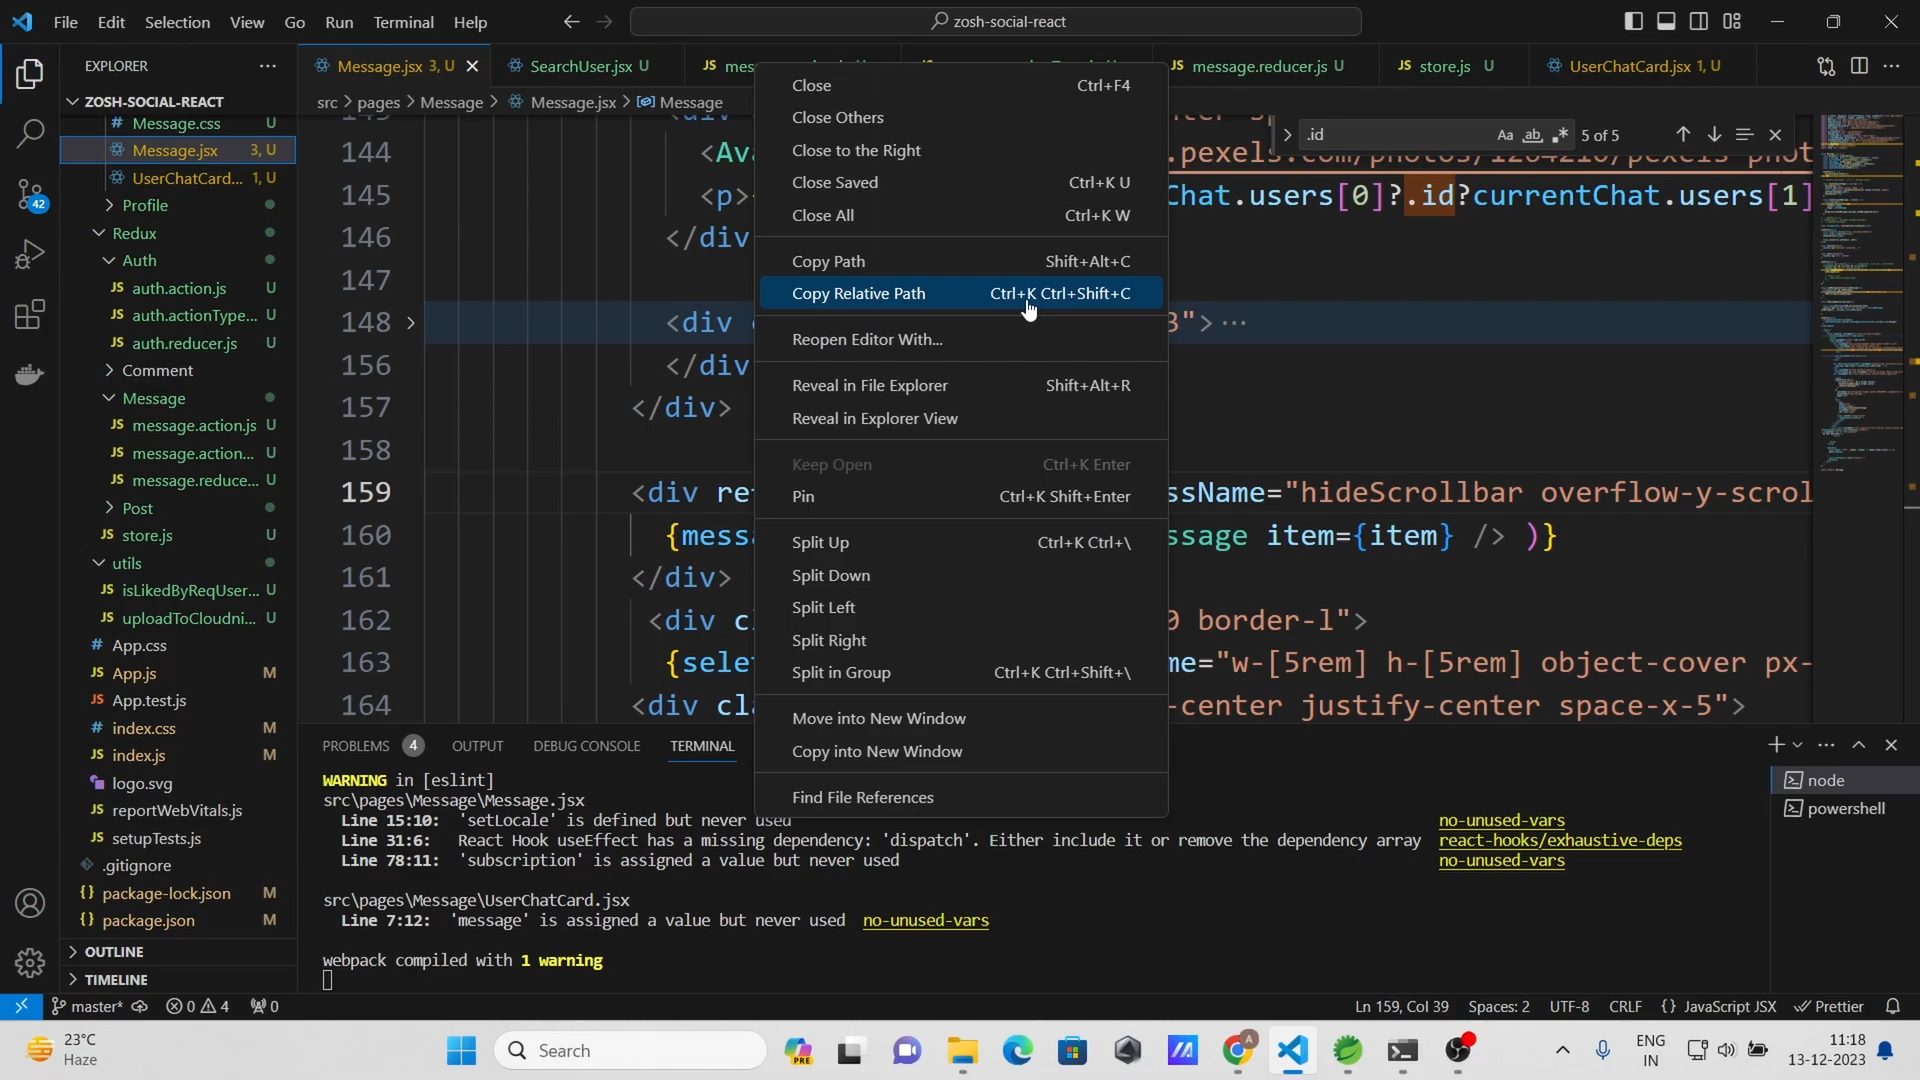 File Edit Selection View Go Run Terminal Help
zosh-social-react
EXPLORER
ZOSH-SOCIAL-REACT
Message.css U
Message.jsx 3, U
UserChatCard... 1, U
Profile
Redux
Auth
auth.action.js U
auth.actionType... U
auth.reducer.js U
Comment
Message
message.action.js U
message.action... U
message.reduce... U
Post
store.js U
utils
isLikedByReqUser... U
uploadToCloudni... U
App.css
App.js M
App.test.js
index.css M
index.js M
logo.svg
reportWebVitals.js
setupTests.js
.gitignore
package-lock.json M
package.json M
OUTLINE
TIMELINE
Message.jsx 3, U
SearchUser.jsx U
message.reducer.js U
store.js U
UserChatCard.jsx 1, U
src > pages > Message > Message.jsx > Message
.id
5 of 5
144 <Ava
145 <p> Chat.users[0]?.id?currentChat.users[1]
146 </div
147
148 <div 3">
156 </div
157 </div>
158
159 <div re ssName="hideScrollbar overflow-y-scrol
160 {messa ssage item={item} /> )}
161 </div>
162 <div c 0 border-l">
163 {sele me="w-[5rem] h-[5rem] object-cover px-
164 <div cla -center justify-center space-x-5">
Close Ctrl+F4
Close Others
Close to the Right
Close Saved Ctrl+K U
Close All Ctrl+K W
Copy Path Shift+Alt+C
Copy Relative Path Ctrl+K Ctrl+Shift+C
Reopen Editor With...
Reveal in File Explorer Shift+Alt+R
Reveal in Explorer View
Keep Open Ctrl+K Enter
Pin Ctrl+K Shift+Enter
Split Up Ctrl+K Ctrl+\
Split Down
Split Left
Split Right
Split in Group Ctrl+K Ctrl+Shift+\
Move into New Window
Copy into New Window
Find File References
PROBLEMS 4 OUTPUT DEBUG CONSOLE TERMINAL
WARNING in [eslint]
src\pages\Message\Message.jsx
Line 15:10: 'setLocale' is defined but never used no-unused-vars
Line 31:6: React Hook useEffect has a missing dependency: 'dispatch'. Either include it or remove the dependency array react-hooks/exhaustive-deps
Line 78:11: 'subscription' is assigned a value but never used no-unused-vars
src\pages\Message\UserChatCard.jsx
Line 7:12: 'message' is assigned a value but never used no-unused-vars
webpack compiled with 1 warning
node
powershell
master* 0 4 0
Ln 159, Col 39 Spaces: 2 UTF-8 CRLF {} JavaScript JSX Prettier
23°C
Haze
Search
PRE
ENG
IN
11:18
13-12-2023